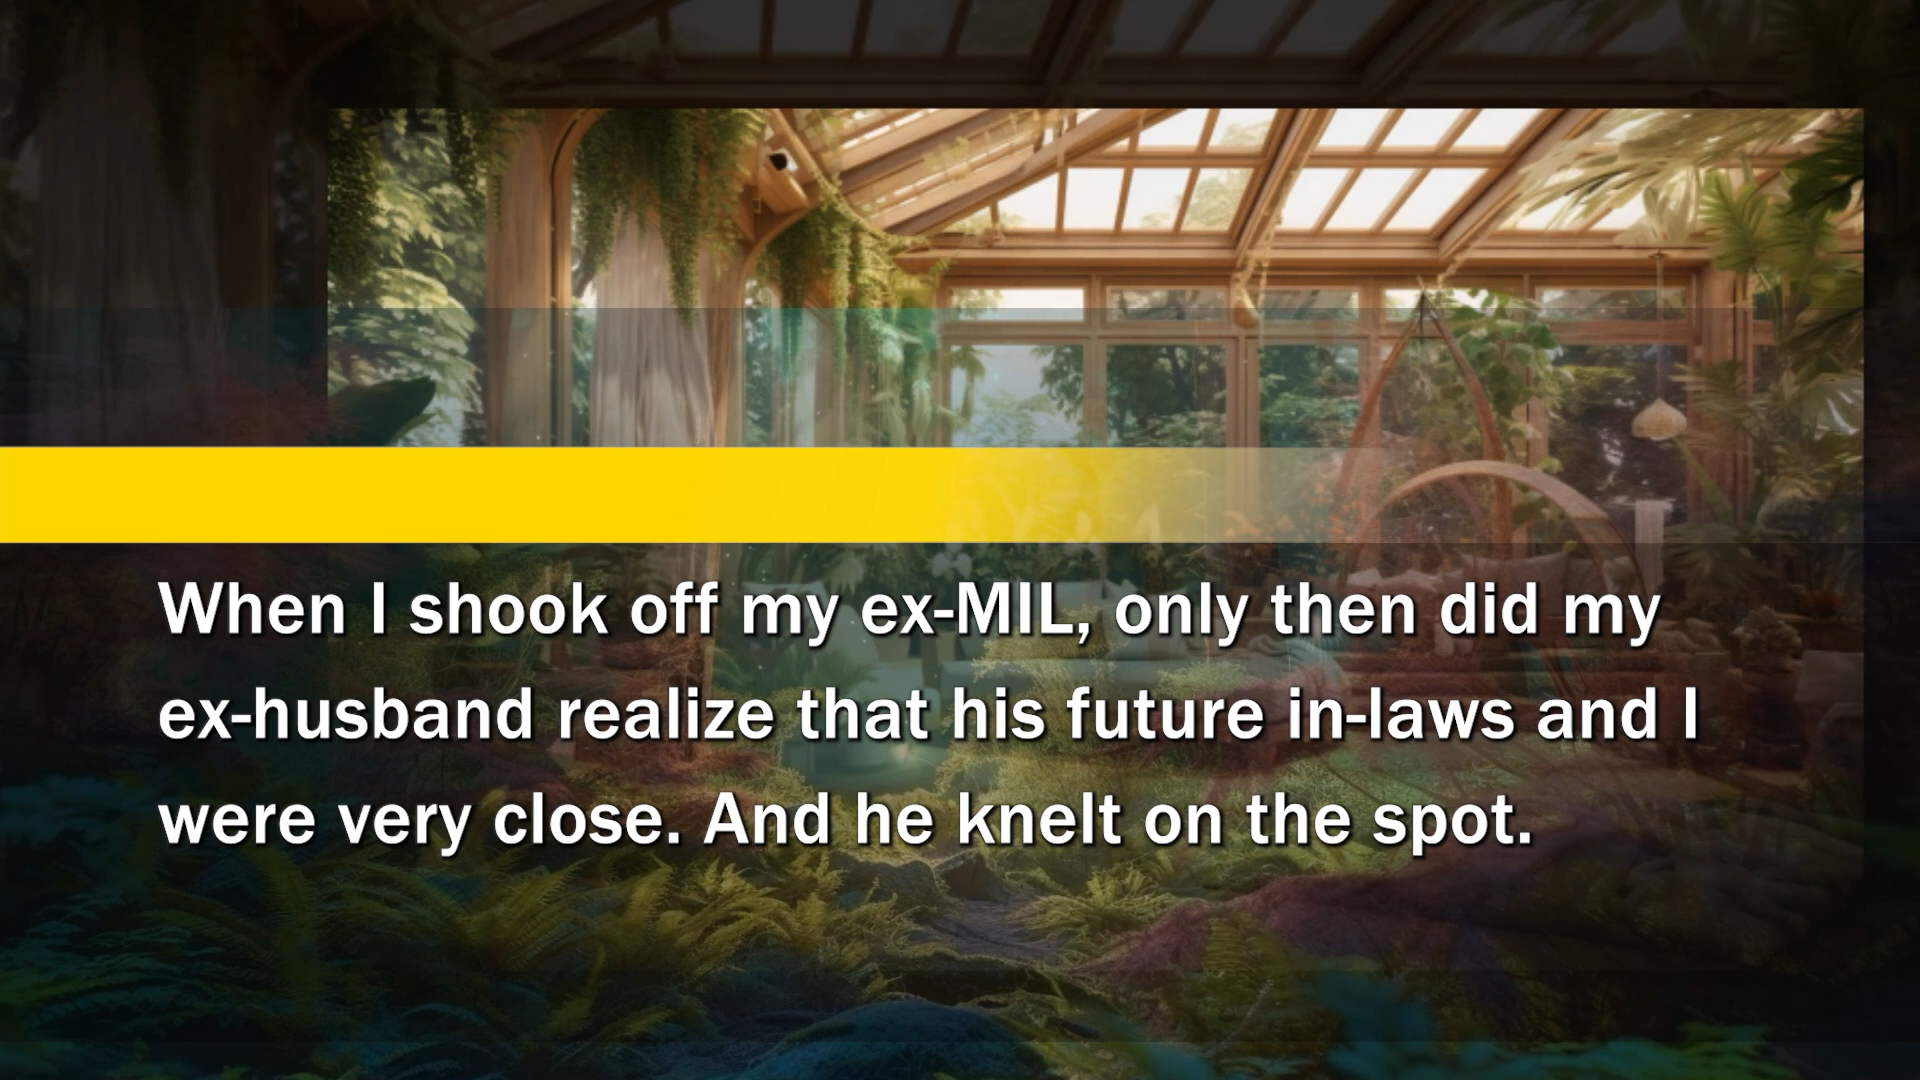 When I shook off my ex-MIL, only then did my
ex-husband realize that his future in-laws and I
were very close. And he knelt on the spot.